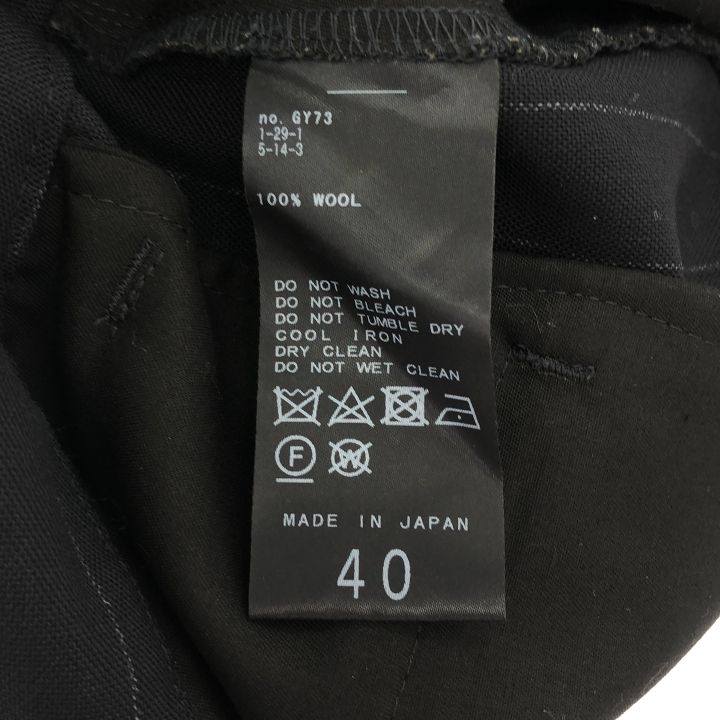 no. GY73
1-29-1
5-14-3
100% WOOL
DO NOT WASH
DO NOT BLEACH
DO NOT TUMBLE DRY
COOL IRON
DRY CLEAN
DO NOT WET CLEAN
F W
MADE IN JAPAN
40